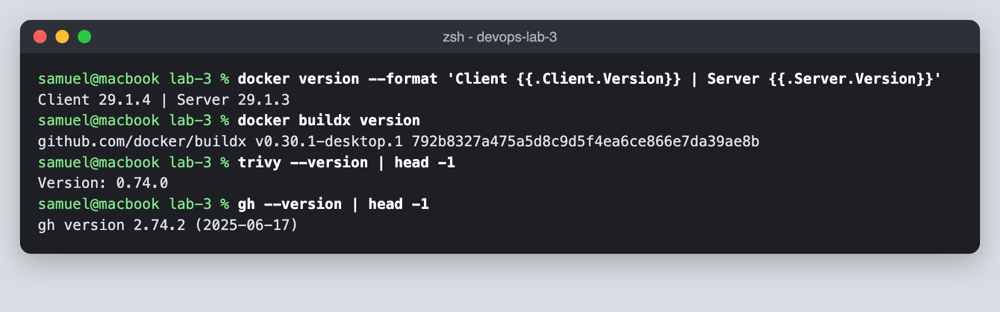 zsh - devops-lab-3
samuel@macbook lab-3 % docker version --format 'Client {{.Client.Version}} | Server {{.Server.Version}}'
Client 29.1.4 | Server 29.1.3
samuel@macbook lab-3 % docker buildx version
github.com/docker/buildx v0.30.1-desktop.1 792b8327a475a5d8c9d5f4ea6ce866e7da39ae8b
samuel@macbook lab-3 % trivy --version | head -1
Version: 0.74.0
samuel@macbook lab-3 % gh --version | head -1
gh version 2.74.2 (2025-06-17)